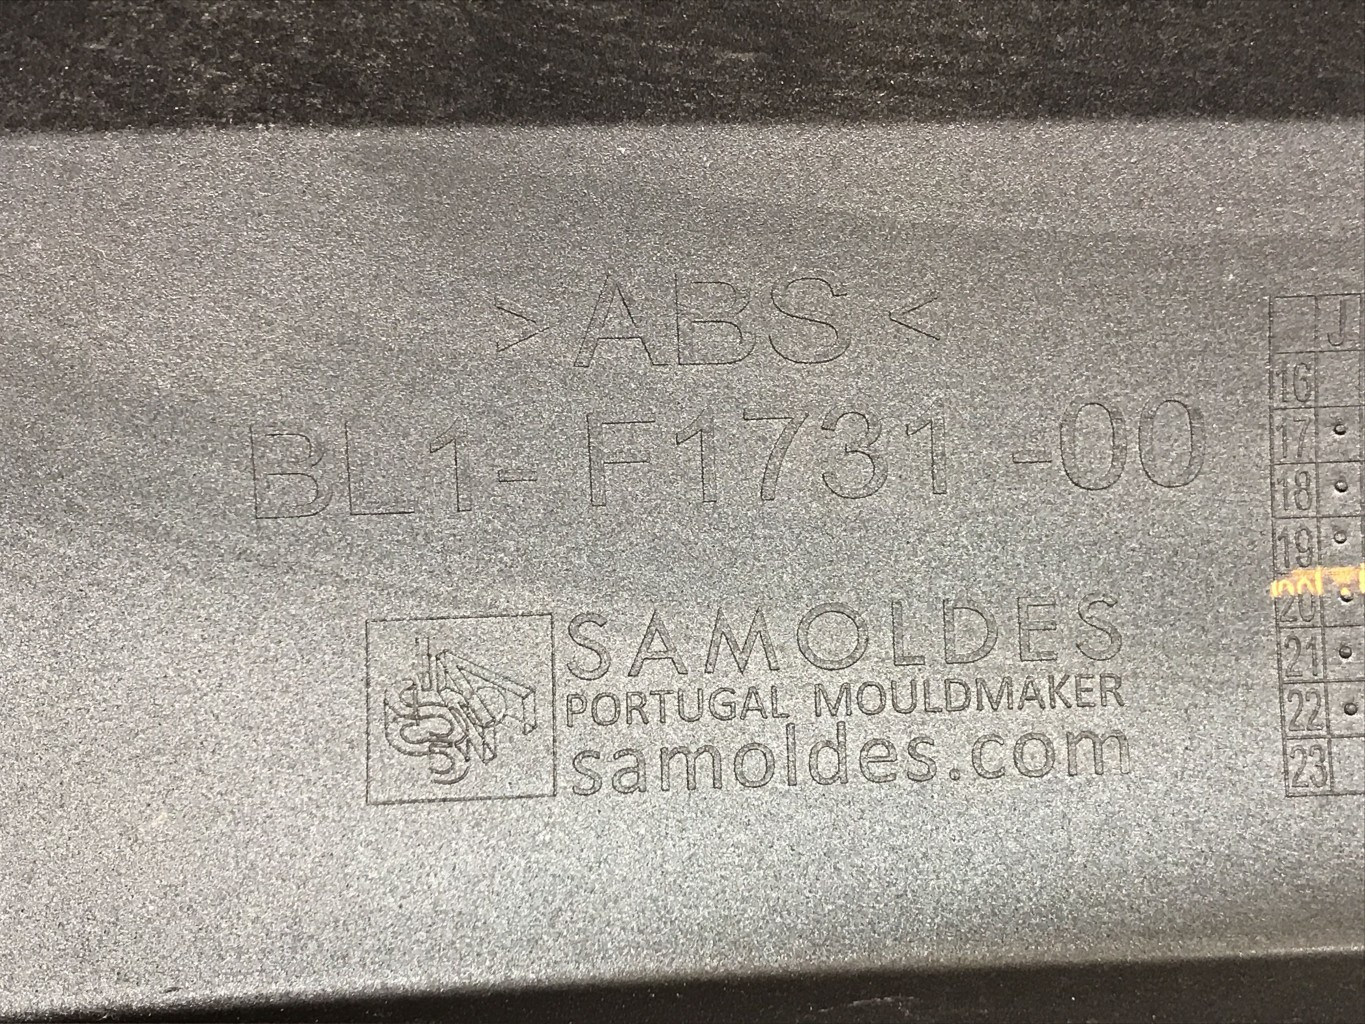 >ABS<
BL1-F1731-00
SAMOLDES
PORTUGAL MOULDMAKER
samoldes.com
J
16
17
18
19
20
21
22
23